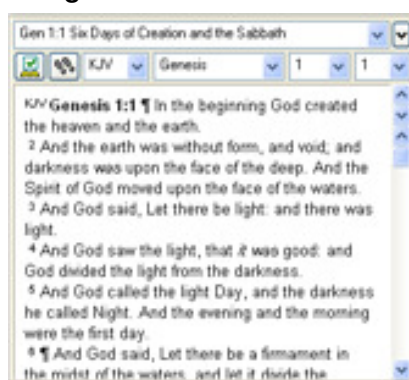 Gen 1:1 Six Days of Creation and the Sabbath
KJV Genesis 1 1
KJV Genesis 1:1 ¶ In the beginning God created
the heaven and the earth.
2 And the earth was without form, and void; and
darkness was upon the face of the deep. And the
Spirit of God moved upon the face of the waters.
3 And God said, Let there be light: and there was
light.
4 And God saw the light, that it was good: and
God divided the light from the darkness.
5 And God called the light Day, and the darkness
he called Night. And the evening and the morning
were the first day.
6 ¶ And God said, Let there be a firmament in
the midst of the waters, and let it divide the